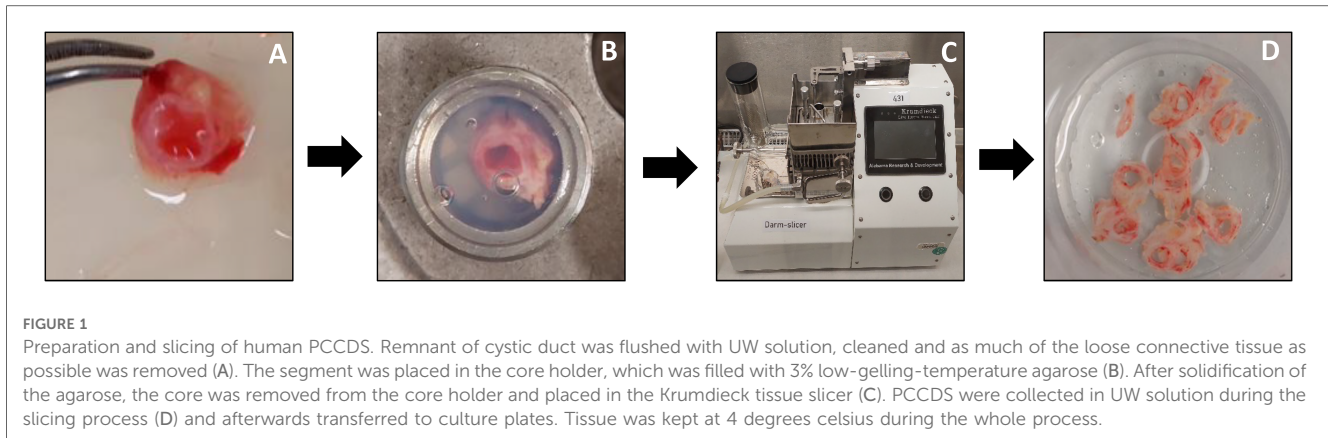 A
B
C
D
431
Krumdieck
Alabama Research & Development
Darm-slicer
FIGURE 1
Preparation and slicing of human PCCDS. Remnant of cystic duct was flushed with UW solution, cleaned and as much of the loose connective tissue as
possible was removed (A). The segment was placed in the core holder, which was filled with 3% low-gelling-temperature agarose (B). After solidification of
the agarose, the core was removed from the core holder and placed in the Krumdieck tissue slicer (C). PCCDS were collected in UW solution during the
slicing process (D) and afterwards transferred to culture plates. Tissue was kept at 4 degrees celsius during the whole process.